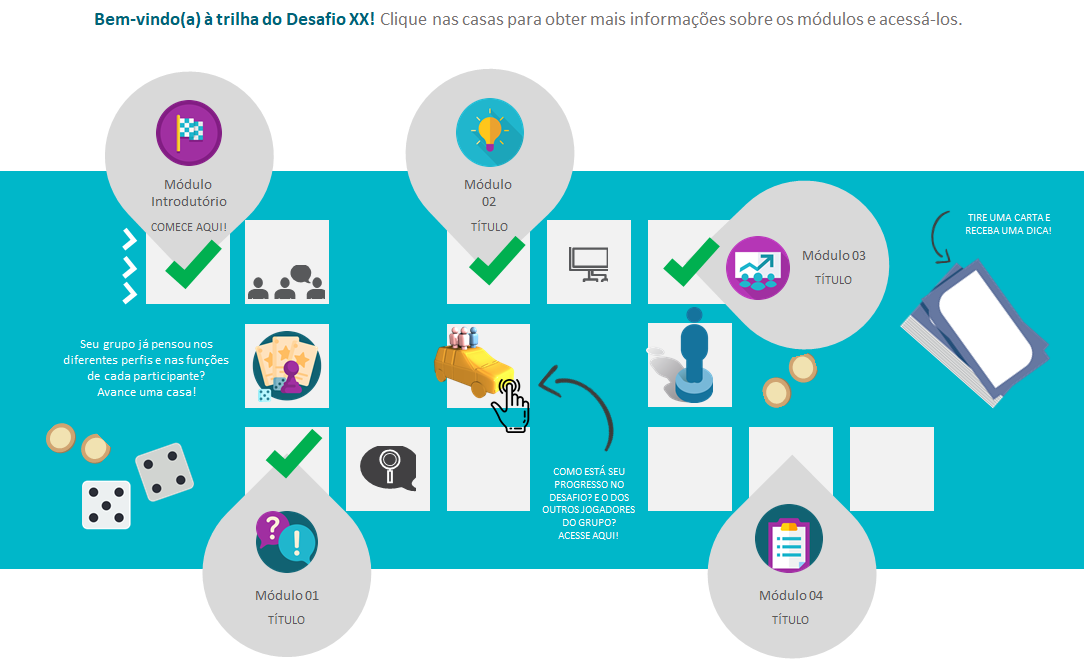 Bem-vindo(a) à trilha do Desafio XX! Clique nas casas para obter mais informações sobre os módulos e acessá-los.
Módulo
Introdutório
COMECE AQUI!
Módulo
02
TÍTULO
Módulo 03
TÍTULO
TIRE UMA CARTA E
RECEBA UMA DICA!
Seu grupo já pensou nos
diferentes perfis e nas funções
de cada participante?
Avance uma casa!
COMO ESTÁ SEU
PROGRESSO NO
DESAFIO? E O DOS
OUTROS JOGADORES
DO GRUPO?
ACESSE AQUI!
Módulo 01
TÍTULO
Módulo 04
TÍTULO